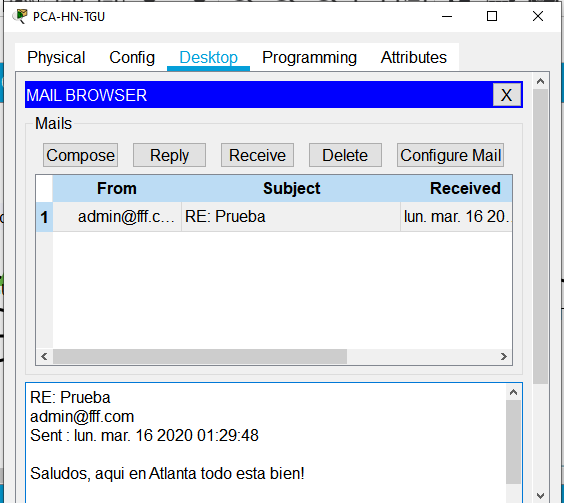 PCA-HN-TGU
Physical Config Desktop Programming Attributes
MAIL BROWSER X
Mails
Compose Reply Receive Delete Configure Mail
From Subject Received
1 admin@fff.c... RE: Prueba lun. mar. 16 20...
RE: Prueba
admin@fff.com
Sent : lun. mar. 16 2020 01:29:48
Saludos, aqui en Atlanta todo esta bien!